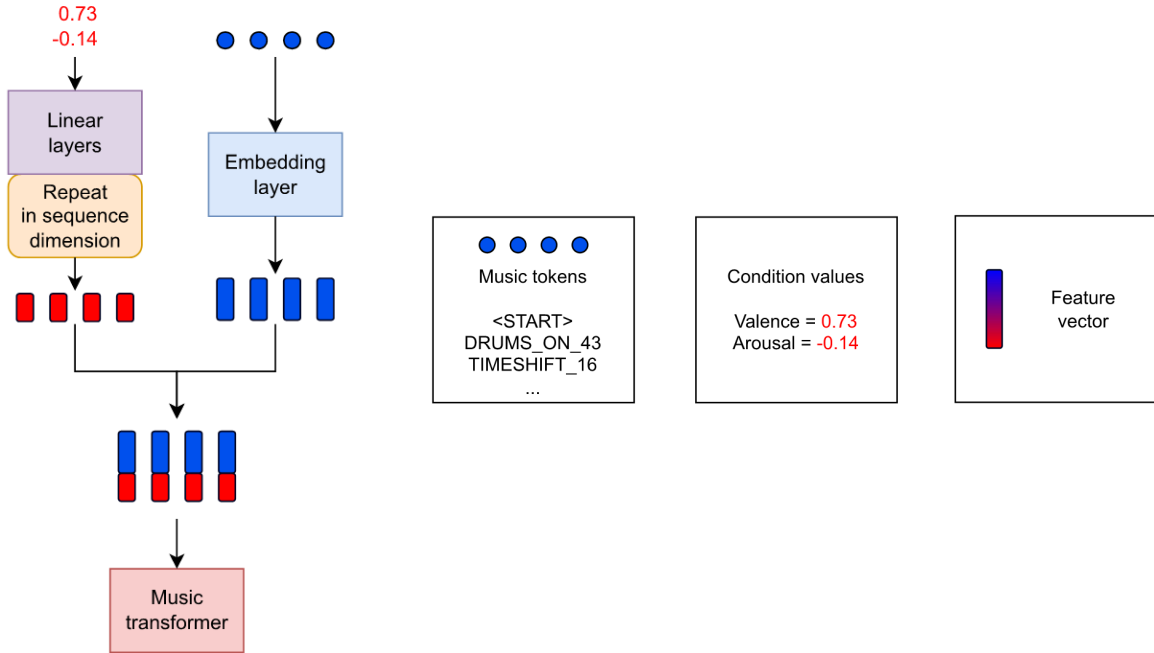 0.73
-0.14
Linear
layers
Repeat
in sequence
dimension
Embedding
layer
Music
transformer
Music tokens
<START>
DRUMS_ON_43
TIMESHIFT_16
...
Condition values
Valence = 0.73
Arousal = -0.14
Feature
vector